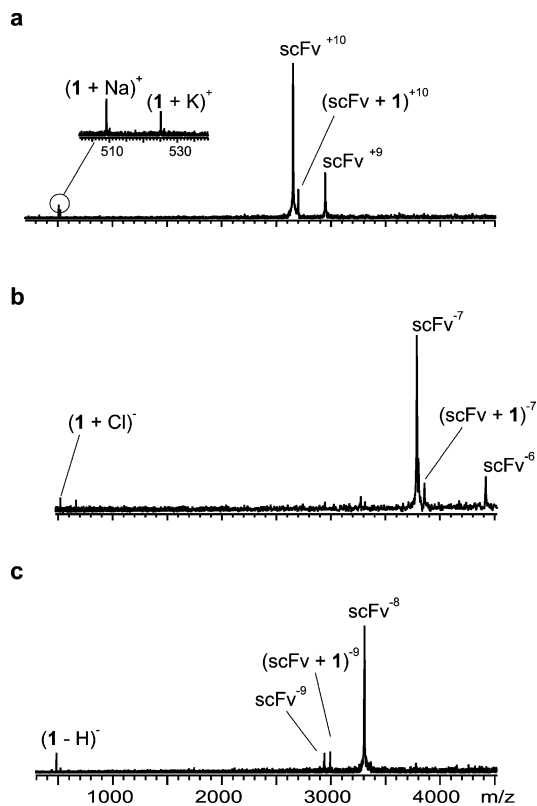 a
scFv +10
(1 + Na)+
(1 + K)+
(scFv + 1)+10
scFv +9
510 530
b
scFv-7
(1 + Cl)-
(scFv + 1)-7
scFv-6
c
scFv-8
(scFv + 1)-9
scFv-9
(1 - H)-
1000 2000 3000 4000 m/z